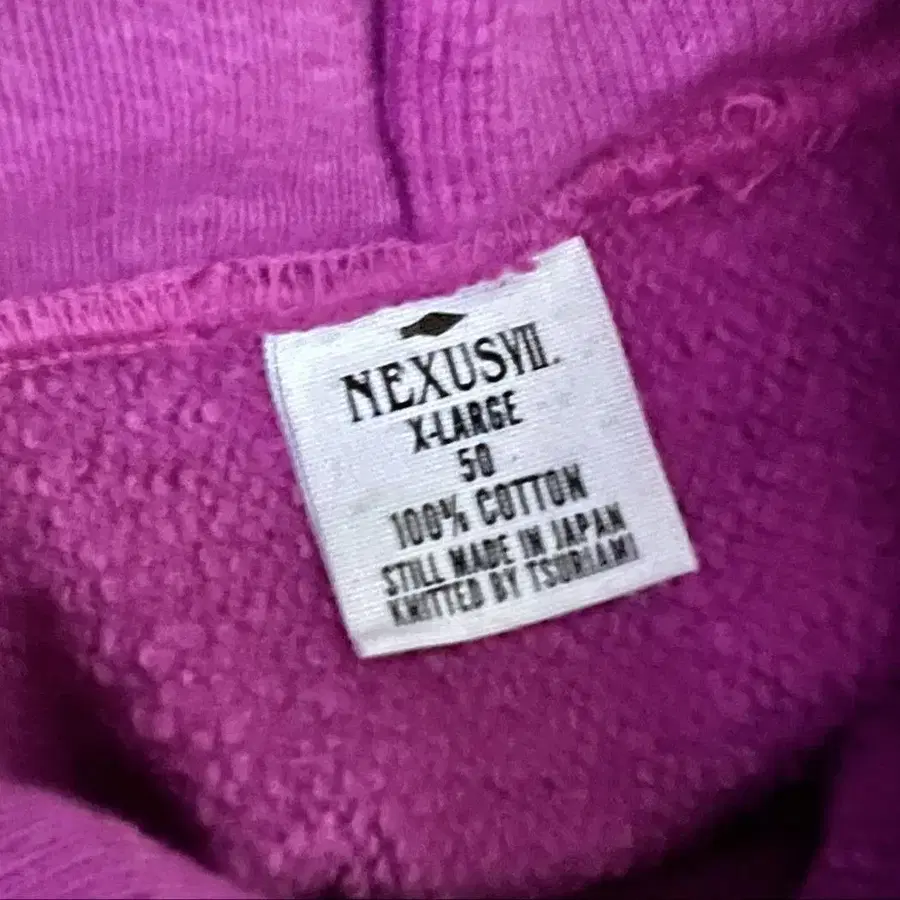 NEXUSVII.
X-LARGE
50
100% COTTON
STILL MADE IN JAPAN
KNITTED BY TSURIAMI